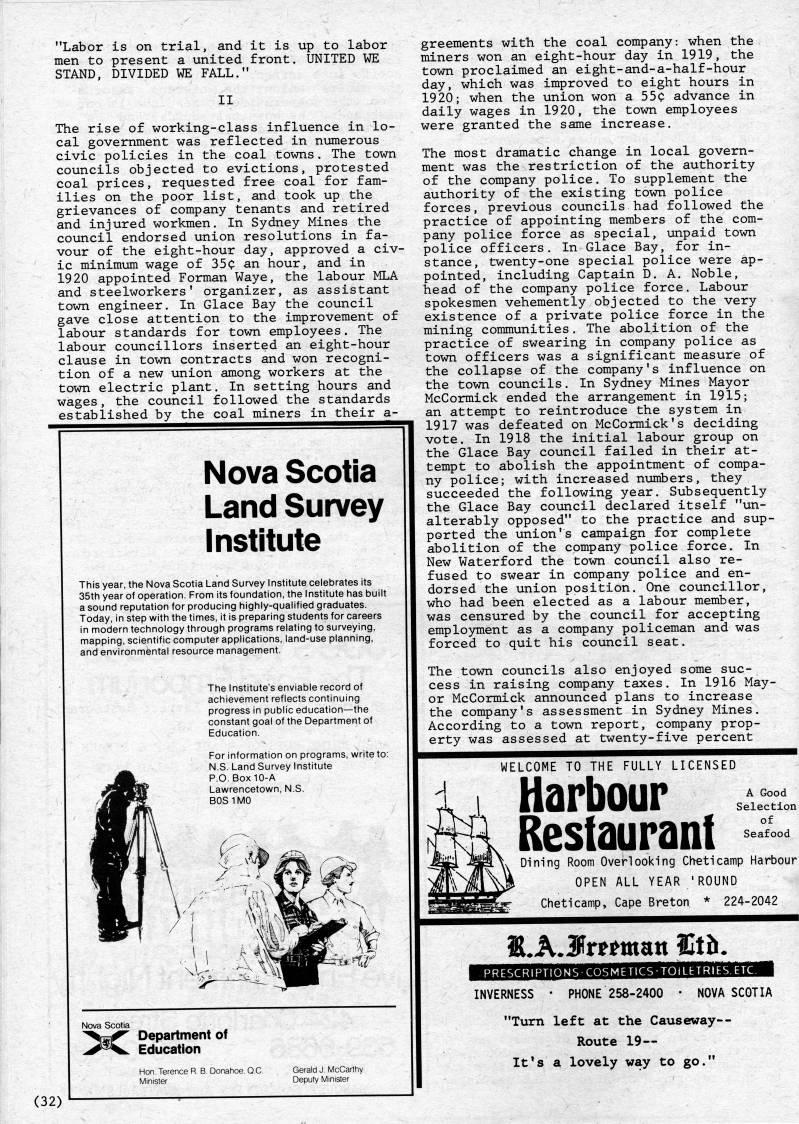 "Labor is on trial, and it is up to labor
men to present a united front. UNITED WE
STAND, DIVIDED WE FALL."
II
The rise of working-class influence in lo-
cal government was reflected in numerous
civic policies in the coal towns. The town
councils objected to evictions, protested
coal prices, requested free coal for fam-
ilies on the poor list, and took up the
grievances of company tenants and retired
and injured workmen. In Sydney Mines the
council endorsed union resolutions in fa-
vour of the eight-hour day, approved a civ-
ic minimum wage of 35¢ an hour, and in
1920 appointed Forman Waye, the labour MLA
and steelworkers' organizer, as assistant
town engineer. In Glace Bay the council
gave close attention to the improvement of
labour standards for town employees. The
labour councillors inserted an eight-hour
clause in town contracts and won recogni-
tion of a new union among workers at the
town electric plant. In setting hours and
wages, the council followed the standards
established by the coal miners in their a-
greements with the coal company: when the
miners won an eight-hour day in 1919, the
town proclaimed an eight-and-a-half-hour
day, which was improved to eight hours in
1920; when the union won a 55¢ advance in
daily wages in 1920, the town employees
were granted the same increase.
The most dramatic change in local govern-
ment was the restriction of the authority
of the company police. To supplement the
authority of the existing town police
forces, previous councils had followed the
practice of appointing members of the com-
pany police force as special, unpaid town
police officers. In Glace Bay, for in-
stance, twenty-one special police were ap-
pointed, including Captain D. A. Noble,
head of the company police force. Labour
spokesmen vehemently objected to the very
existence of a private police force in the
mining communities. The abolition of the
practice of swearing in company police as
town officers was a significant measure of
the collapse of the company's influence on
the town councils. In Sydney Mines Mayor
McCormick ended the arrangement in 1915;
an attempt to reintroduce the system in
1917 was defeated on McCormick's deciding
vote. In 1918 the initial labour group on
the Glace Bay council failed in their at-
tempt to abolish the appointment of compa-
ny police; with increased numbers, they
succeeded the following year. Subsequently
the Glace Bay council declared itself "un-
alterably opposed" to the practice and sup-
ported the union's campaign for complete
abolition of the company police force. In
New Waterford the town council also re-
fused to swear in company police and en-
dorsed the union position. One councillor,
who had been elected as a labour member,
was censured by the council for accepting
employment as a company policeman and was
forced to quit his council seat.
The town councils also enjoyed some suc-
cess in raising company taxes. In 1916 May-
or McCormick announced plans to increase
the company's assessment in Sydney Mines.
According to a town report, company prop-
erty was assessed at twenty-five percent
Nova Scotia
Land Survey
Institute
This year, the Nova Scotia Land Survey Institute celebrates its
35th year of operation. From its foundation, the Institute has built
a sound reputation for producing highly-qualified graduates.
Today, in step with the times, it is preparing students for careers
in modern technology through programs relating to surveying,
mapping, scientific computer applications, land-use planning,
and environmental resource management.
The Institute's enviable record of
achievement reflects continuing
progress in public education—the
constant goal of the Department of
Education.
For information on programs, write to:
N.S. Land Survey Institute
P.O. Box 10-A
Lawrencetown, N.S.
B0S 1M0
Nova Scotia
Department of
Education
Hon. Terence R. B. Donahoe, Q.C.
Minister
Gerald J. McCarthy
Deputy Minister
WELCOME TO THE FULLY LICENSED
Harbour
Restaurant
A Good
Selection
of
Seafood
Dining Room Overlooking Cheticamp Harbour
OPEN ALL YEAR 'ROUND
Cheticamp, Cape Breton * 224-2042
R.A.Freeman Ltd.
PRESCRIPTIONS·COSMETICS·TOILETRIES, ETC.
INVERNESS · PHONE 258-2400 · NOVA SCOTIA
"Turn left at the Causeway--
Route 19--
It's a lovely way to go."
(32)